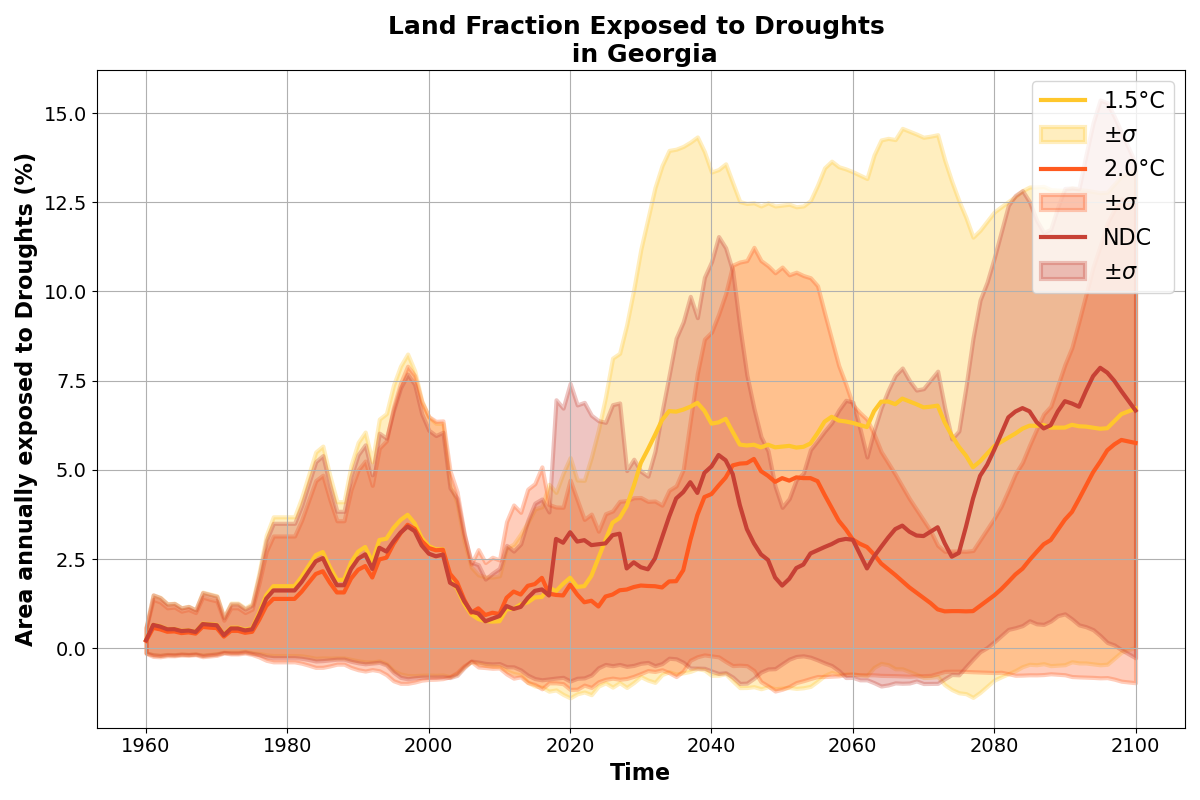 Land Fraction Exposed to Droughts
in Georgia
Area annually exposed to Droughts (%)
15.0
12.5
10.0
7.5
5.0
2.5
0.0
1.5°C
±σ
2.0°C
±σ
NDC
±σ
1960 1980 2000 2020 2040 2060 2080 2100
Time